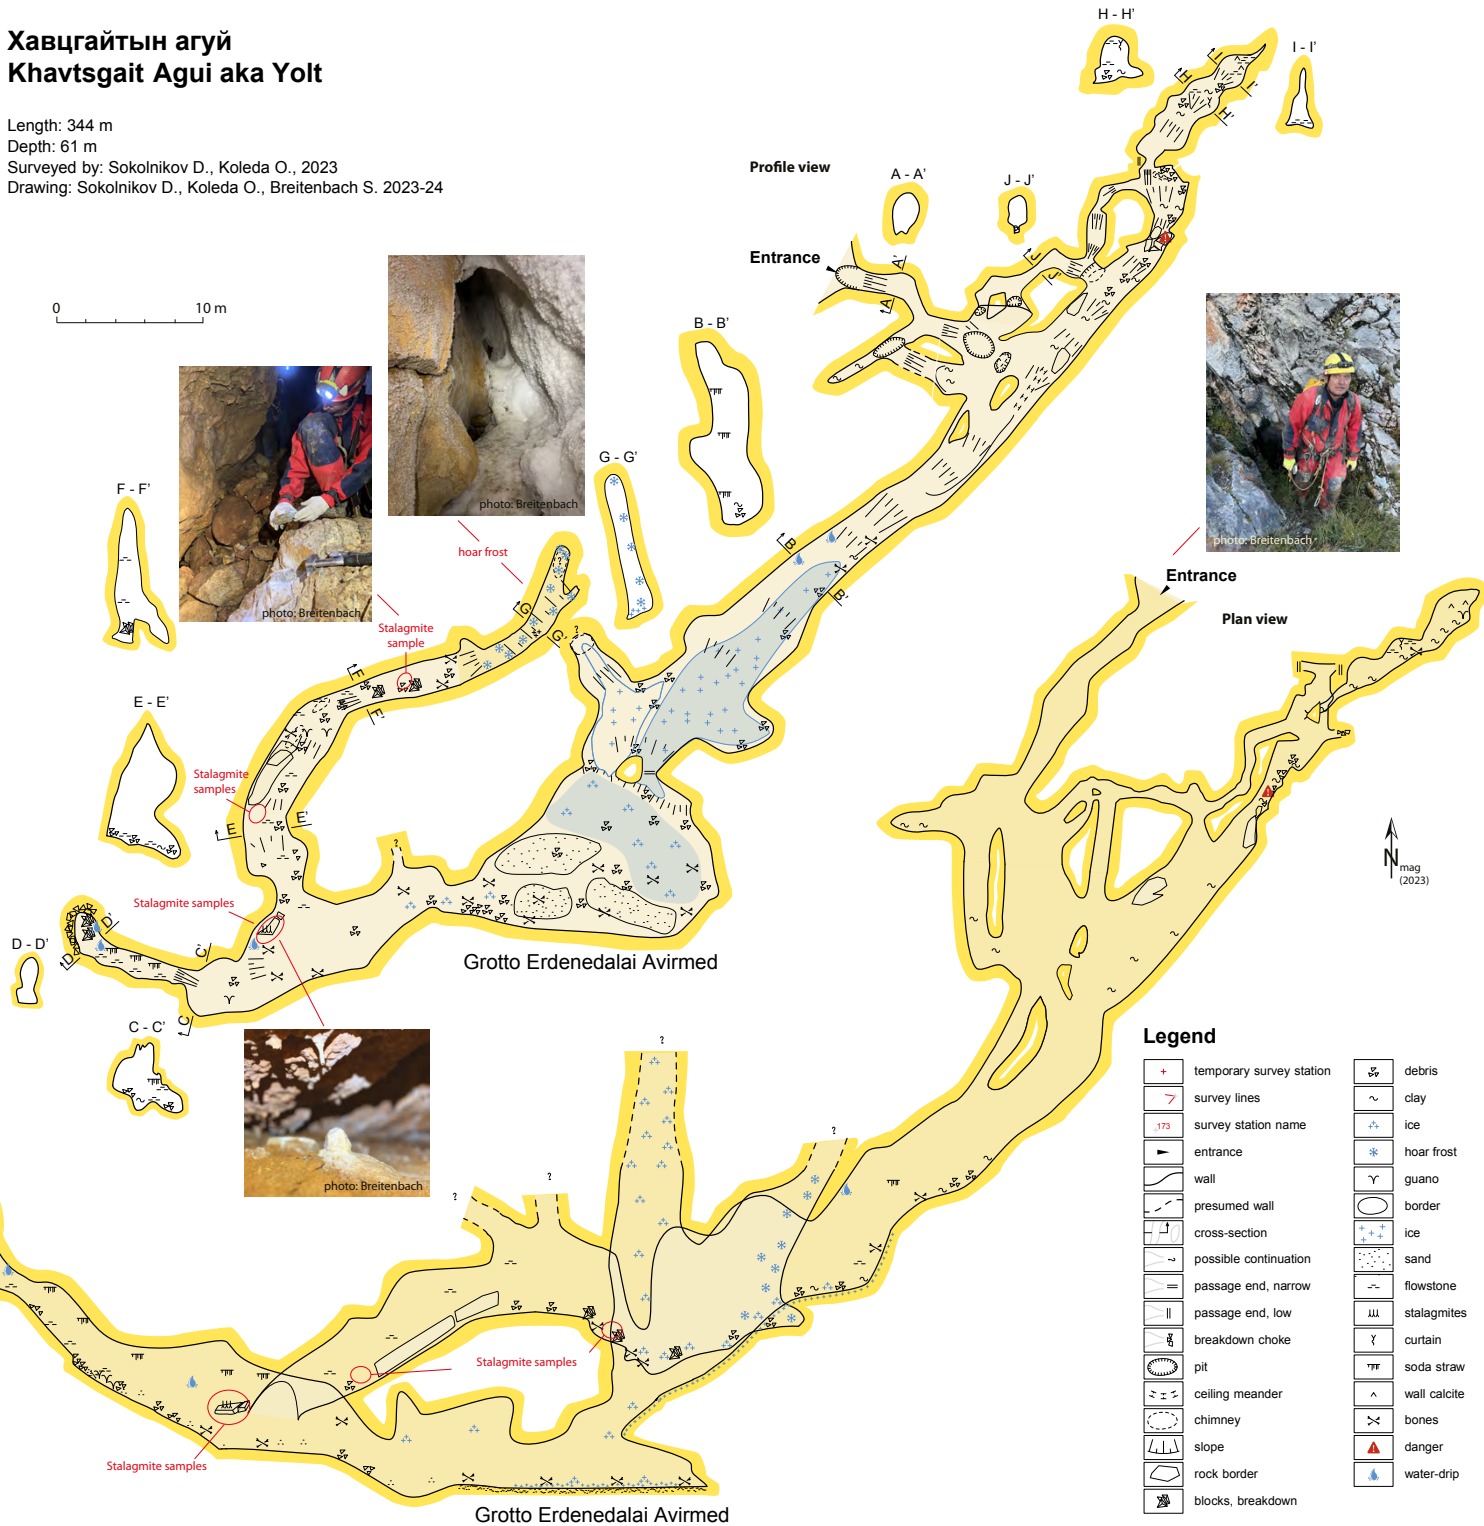 Хавцгайтын агуй
Khavtsgait Agui aka Yolt
Length: 344 m
Depth: 61 m
Surveyed by: Sokolnikov D., Koleda O., 2023
Drawing: Sokolnikov D., Koleda O., Breitenbach S. 2023-24
0 10 m
Profile view
Entrance
H - H'
I - I'
A - A'
J - J'
B - B'
G - G'
F - F'
E - E'
D - D'
C - C'
H
I
I'
H'
A'
A
J
J'
B
B'
G
G'
F
F'
E
E'
D'
D
C'
C
?
?
?
photo: Breitenbach
photo: Breitenbach
photo: Breitenbach
photo: Breitenbach
hoar frost
Stalagmite
sample
Stalagmite
samples
Stalagmite samples
Grotto Erdenedalai Avirmed
Entrance
Plan view
N
mag
(2023)
?
?
?
?
Stalagmite samples
Stalagmite samples
Grotto Erdenedalai Avirmed
Legend
temporary survey station
survey lines
173 survey station name
entrance
wall
presumed wall
cross-section
possible continuation
passage end, narrow
passage end, low
breakdown choke
pit
ceiling meander
chimney
slope
rock border
blocks, breakdown
debris
clay
ice
hoar frost
guano
border
ice
sand
flowstone
stalagmites
curtain
soda straw
wall calcite
bones
danger
water-drip